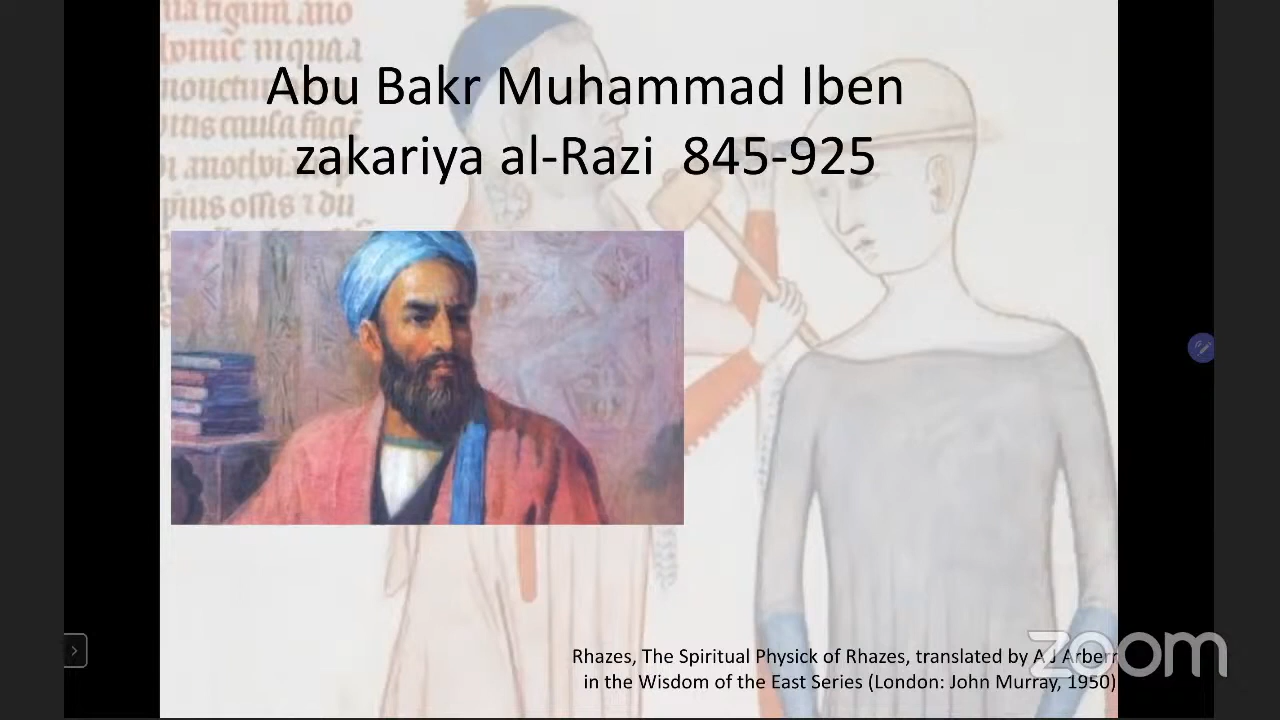 Abu Bakr Muhammad Iben
zakariya al-Razi 845-925
Rhazes, The Spiritual Physick of Rhazes, translated by A J Arberr
in the Wisdom of the East Series (London: John Murray, 1950)
zoom